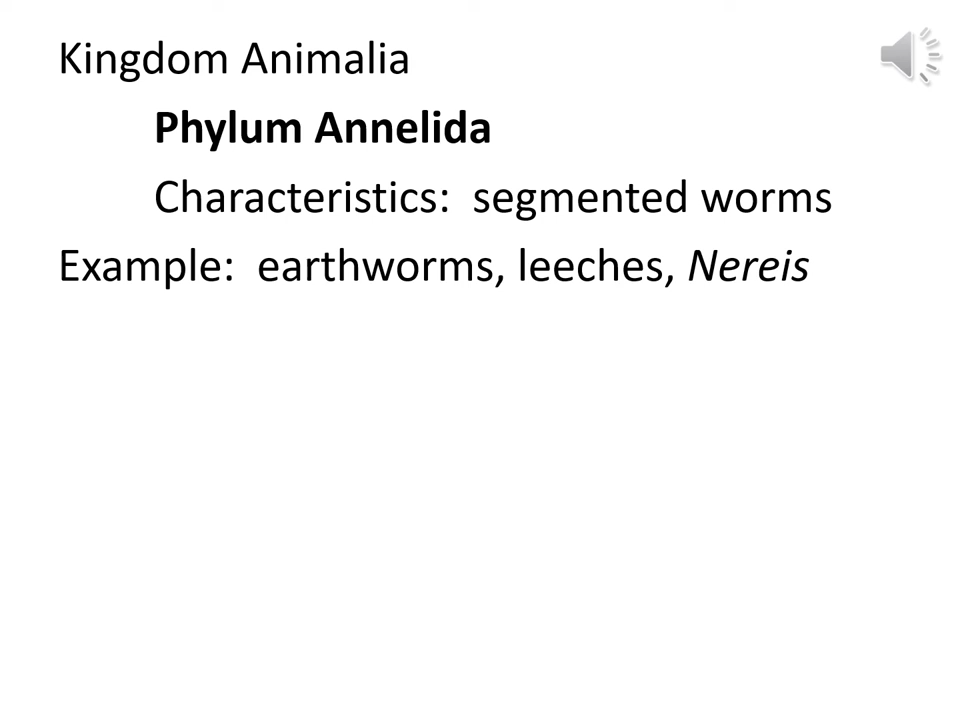 Kingdom Animalia
Phylum Annelida
Characteristics:  segmented worms
Example:  earthworms, leeches, Nereis